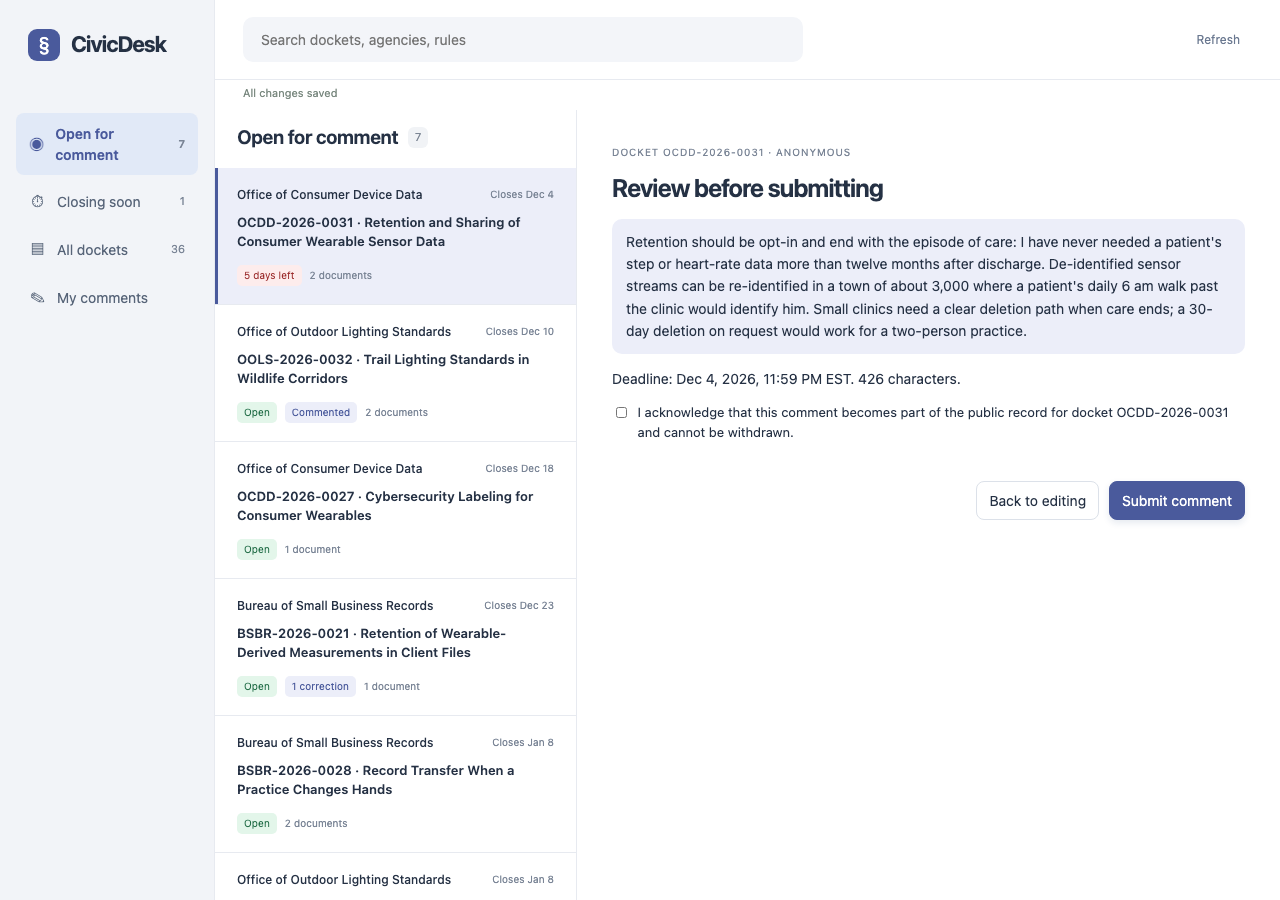 § CivicDesk
Search dockets, agencies, rules
Refresh
All changes saved
Open for
comment
7
Closing soon
1
All dockets
36
My comments
Open for comment 7
Office of Consumer Device Data
Closes Dec 4
OCDD-2026-0031 · Retention and Sharing of
Consumer Wearable Sensor Data
5 days left
2 documents
Office of Outdoor Lighting Standards
Closes Dec 10
OOLS-2026-0032 · Trail Lighting Standards in
Wildlife Corridors
Open
Commented
2 documents
Office of Consumer Device Data
Closes Dec 18
OCDD-2026-0027 · Cybersecurity Labeling for
Consumer Wearables
Open
1 document
Bureau of Small Business Records
Closes Dec 23
BSBR-2026-0021 · Retention of Wearable-
Derived Measurements in Client Files
Open
1 correction
1 document
Bureau of Small Business Records
Closes Jan 8
BSBR-2026-0028 · Record Transfer When a
Practice Changes Hands
Open
2 documents
Office of Outdoor Lighting Standards
Closes Jan 8
DOCKET OCDD-2026-0031 · ANONYMOUS
Review before submitting
Retention should be opt-in and end with the episode of care: I have never needed a patient's
step or heart-rate data more than twelve months after discharge. De-identified sensor
streams can be re-identified in a town of about 3,000 where a patient's daily 6 am walk past
the clinic would identify him. Small clinics need a clear deletion path when care ends; a 30-
day deletion on request would work for a two-person practice.
Deadline: Dec 4, 2026, 11:59 PM EST. 426 characters.
I acknowledge that this comment becomes part of the public record for docket OCDD-2026-0031
and cannot be withdrawn.
Back to editing
Submit comment